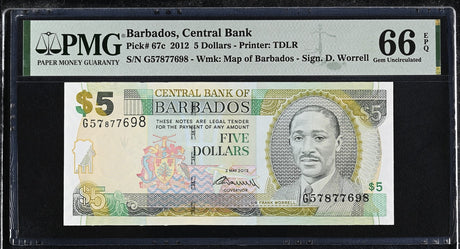 PMG
PAPER MONEY GUARANTY
Barbados, Central Bank
Pick# 67c 2012 5 Dollars - Printer: TDLR
S/N G57877698 - Wmk: Map of Barbados - Sign. D. Worrell
66 EPQ
Gem Uncirculated
$5
CENTRAL BANK OF
BARBADOS
$5
G57877698
THESE NOTES ARE LEGAL TENDER
FOR THE PAYMENT OF ANY AMOUNT
FIVE
DOLLARS
2 MAY 2012
GOVERNOR
$5
$5
SIR FRANK WORRELL
G57877698